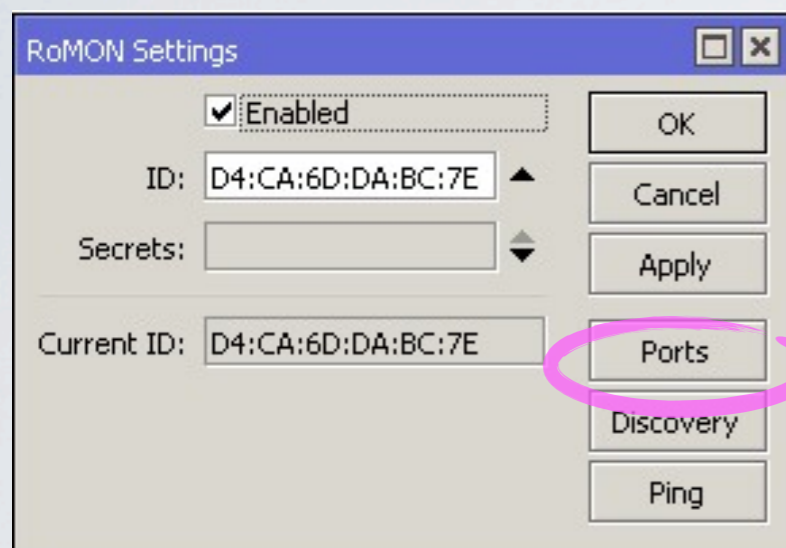 RoMON Settings
Enabled
ID: D4:CA:6D:DA:BC:7E
Secrets:
Current ID: D4:CA:6D:DA:BC:7E
OK
Cancel
Apply
Ports
Discovery
Ping